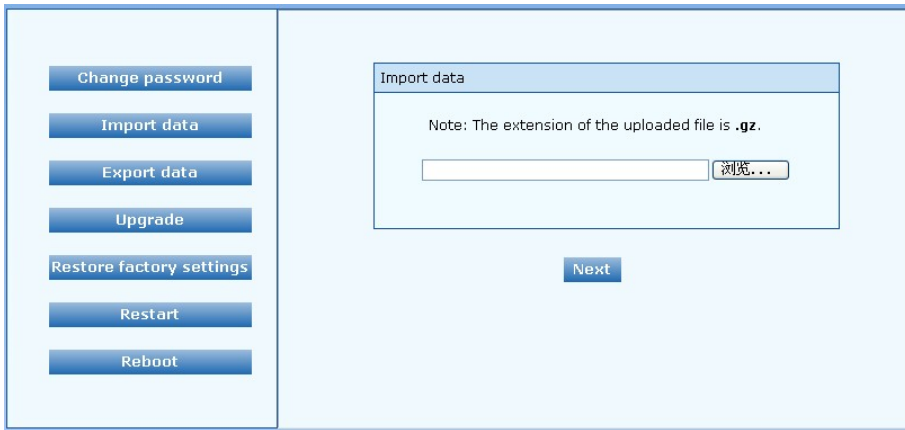 Change password
Import data
Export data
Upgrade
Restore factory settings
Restart
Reboot
Import data
Note: The extension of the uploaded file is .gz.
浏览...
Next